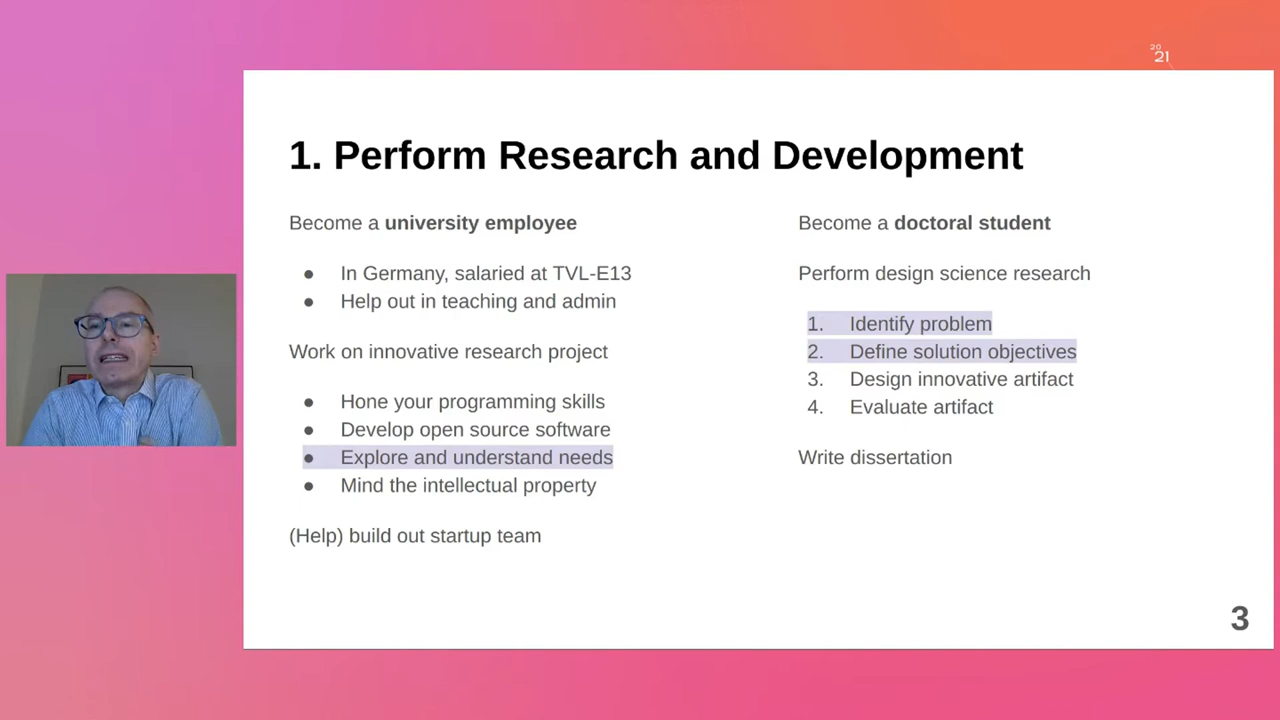 20
21
1. Perform Research and Development
Become a university employee
● In Germany, salaried at TVL-E13
● Help out in teaching and admin
Work on innovative research project
● Hone your programming skills
● Develop open source software
● Explore and understand needs
● Mind the intellectual property
(Help) build out startup team
Become a doctoral student
Perform design science research
1. Identify problem
2. Define solution objectives
3. Design innovative artifact
4. Evaluate artifact
Write dissertation
3